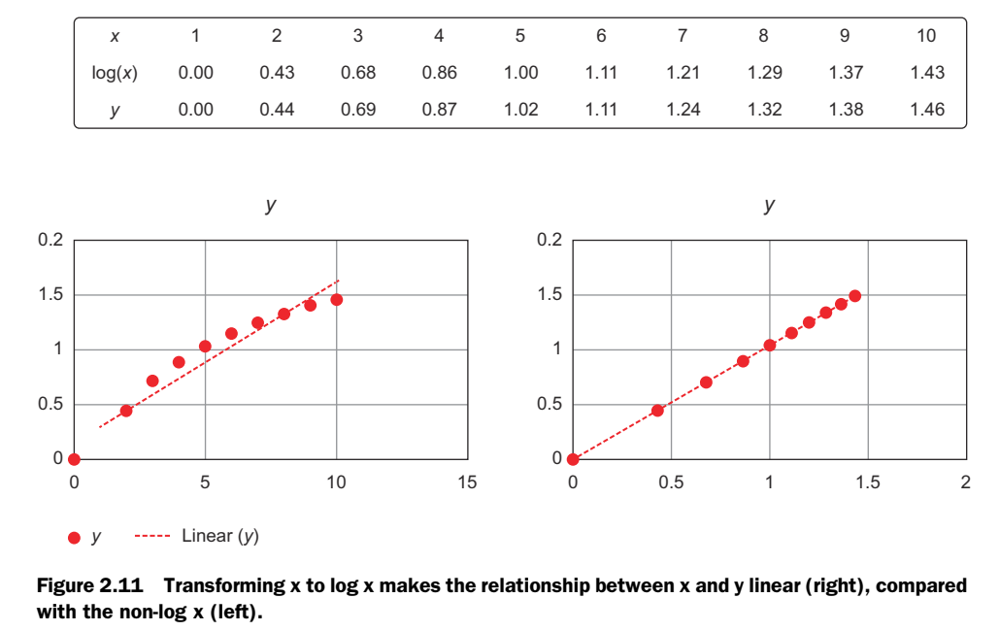 x 1 2 3 4 5 6 7 8 9 10
log(x) 0.00 0.43 0.68 0.86 1.00 1.11 1.21 1.29 1.37 1.43
y 0.00 0.44 0.69 0.87 1.02 1.11 1.24 1.32 1.38 1.46
y
0.2
1.5
1
0.5
0
0 5 10 15
y
0.2
1.5
1
0.5
0
0 0.5 1 1.5 2
y Linear (y)
Figure 2.11 Transforming x to log x makes the relationship between x and y linear (right), compared
with the non-log x (left).